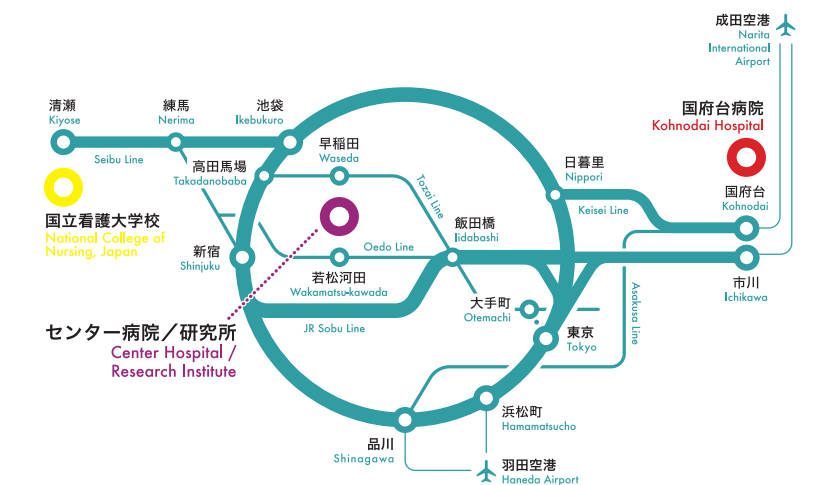 成田空港
Narita
International
Airport
清瀬
Kiyose
練馬
Nerima
池袋
Ikebukuro
国府台病院
Kohnodai Hospital
早稲田
Waseda
Seibu Line
高田馬場
Takadanobaba
日暮里
Nippori
Tozai Line
国府台
Kohnodai
Keisei Line
国立看護大学校
National College of
Nursing, Japan
飯田橋
Iidabashi
新宿
Shinjuku
Oedo Line
若松河田
Wakamatsu-kawada
市川
Ichikawa
大手町
Otemachi
Asakusa Line
センター病院／研究所
Center Hospital /
Research Institute
JR Sobu Line
東京
Tokyo
浜松町
Hamamatsucho
品川
Shinagawa
羽田空港
Haneda Airport